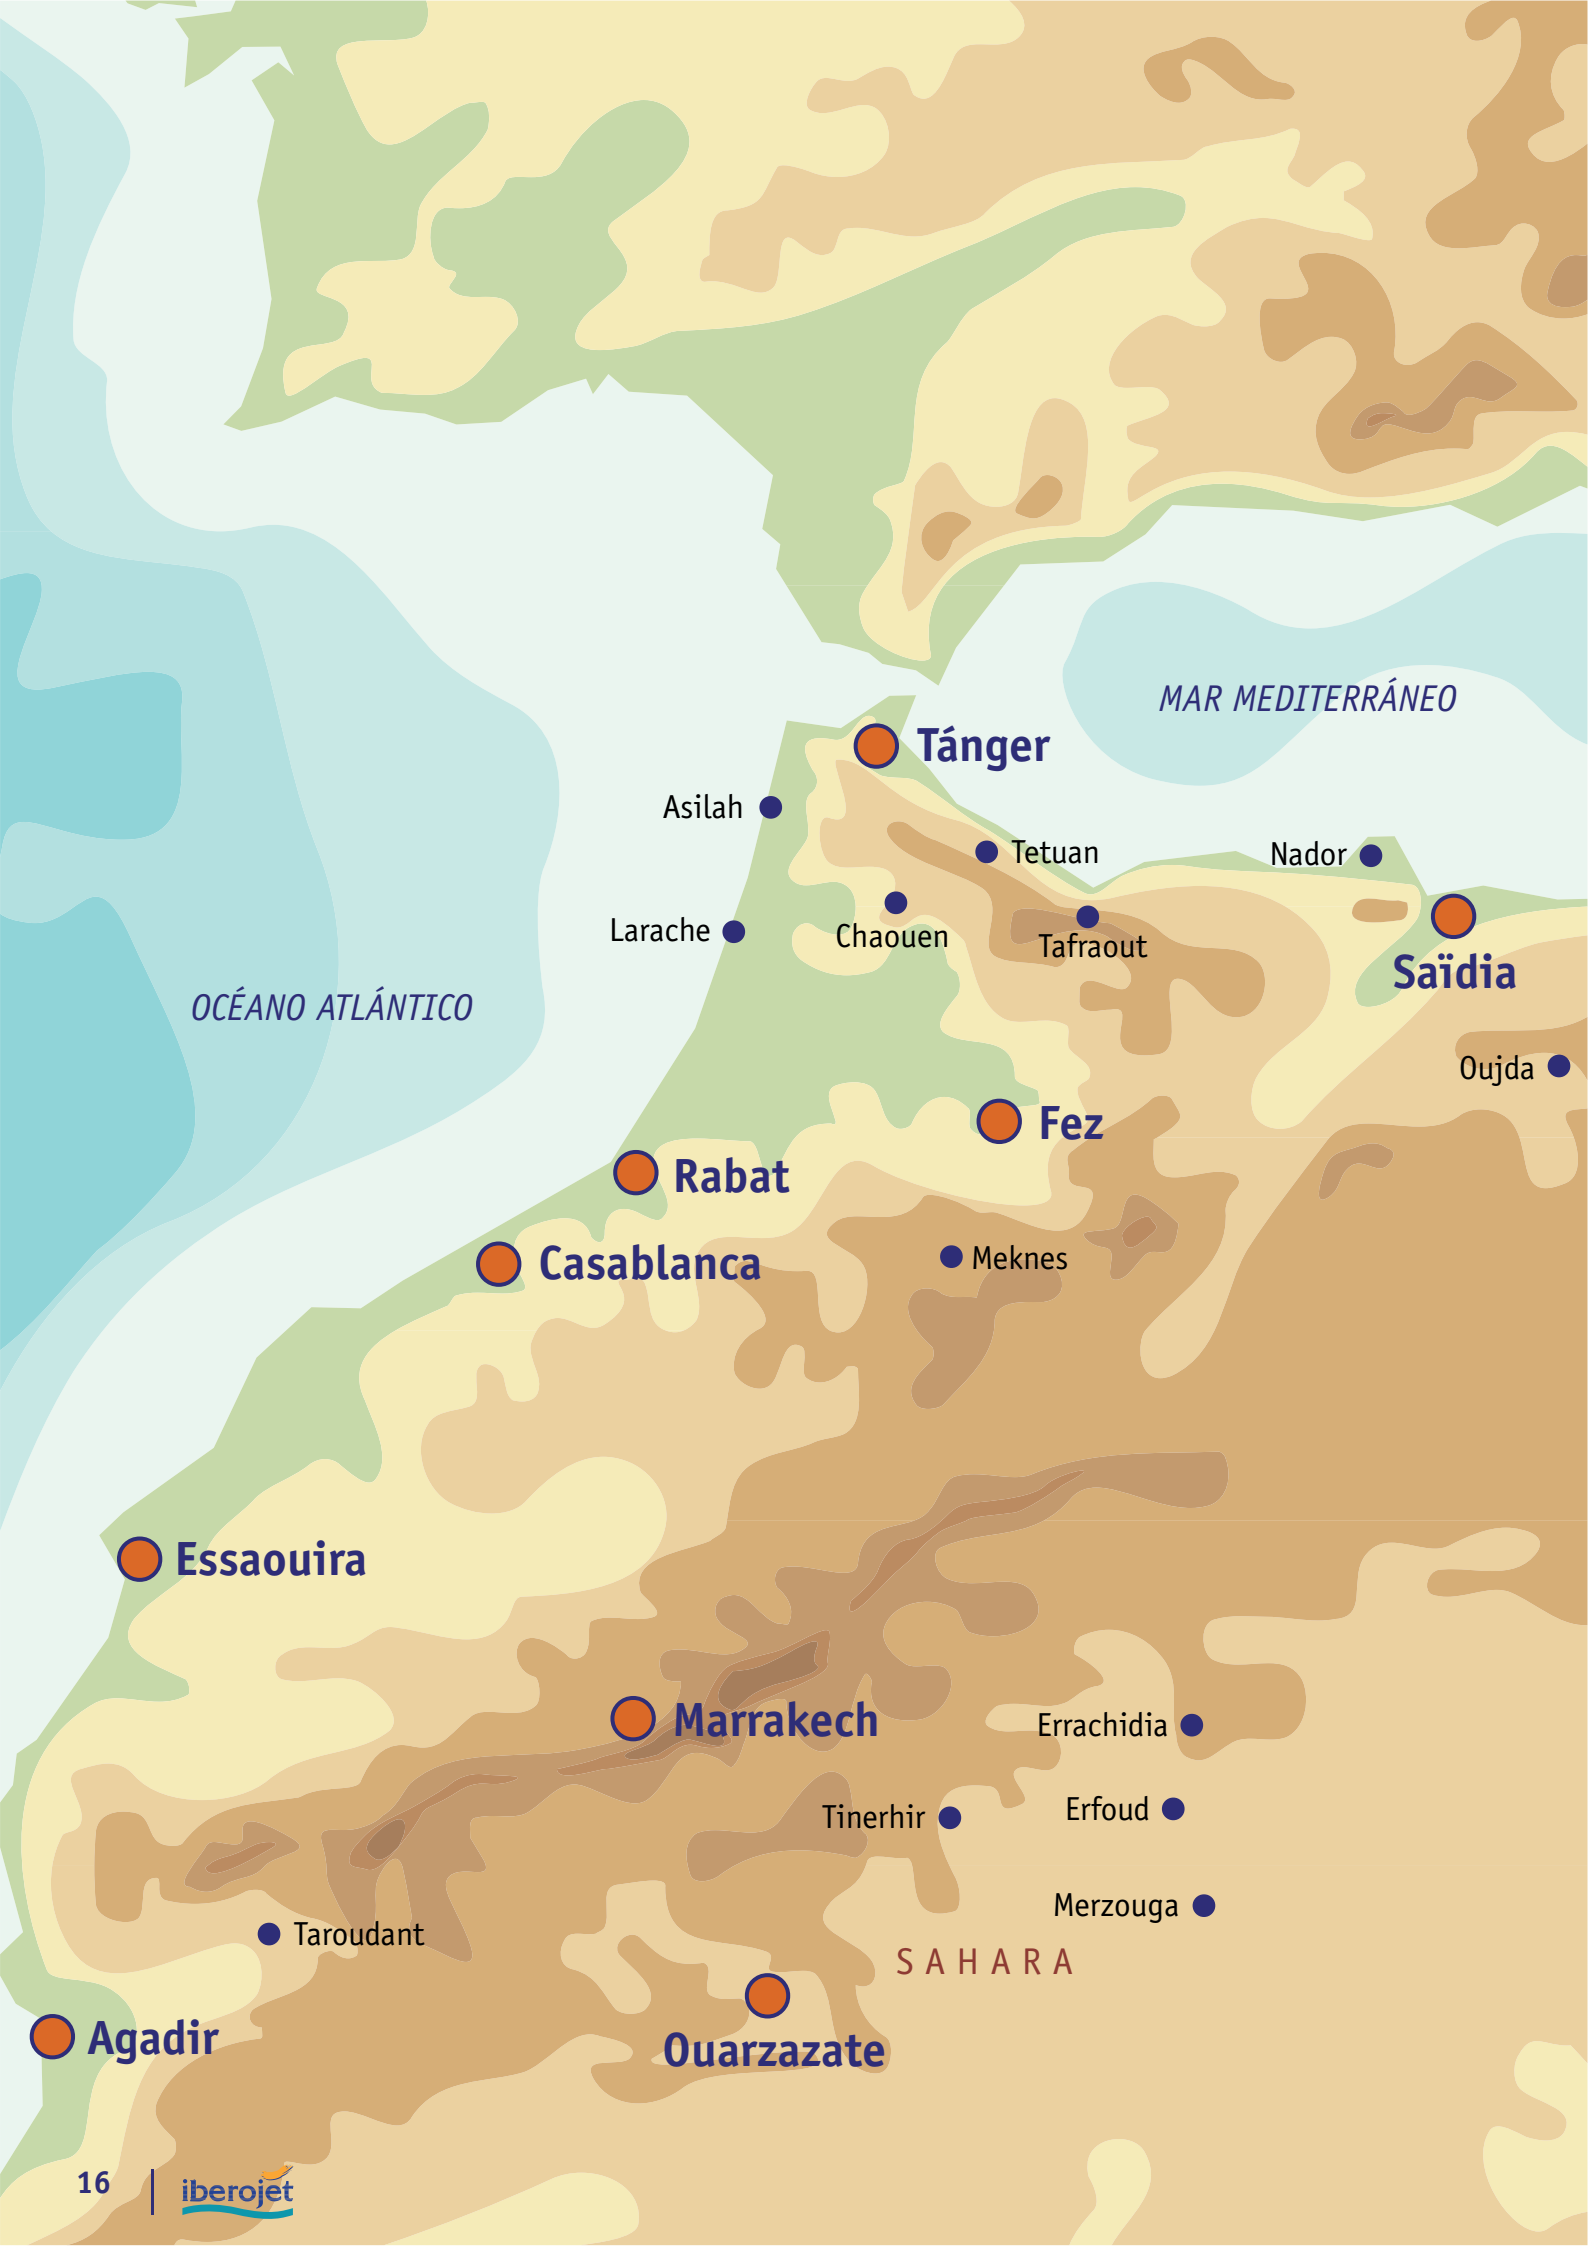 MAR MEDITERRÁNEO
Tánger
Asilah
Tetuan
Nador
Larache
Chaouen
Tafraout
Saïdia
OCÉANO ATLÁNTICO
Oujda
Fez
Rabat
Casablanca
Meknes
Essaouira
Marrakech
Errachidia
Tinerhir
Erfoud
Merzouga
Taroudant
SAHARA
Agadir
Ouarzazate
16
iberojet